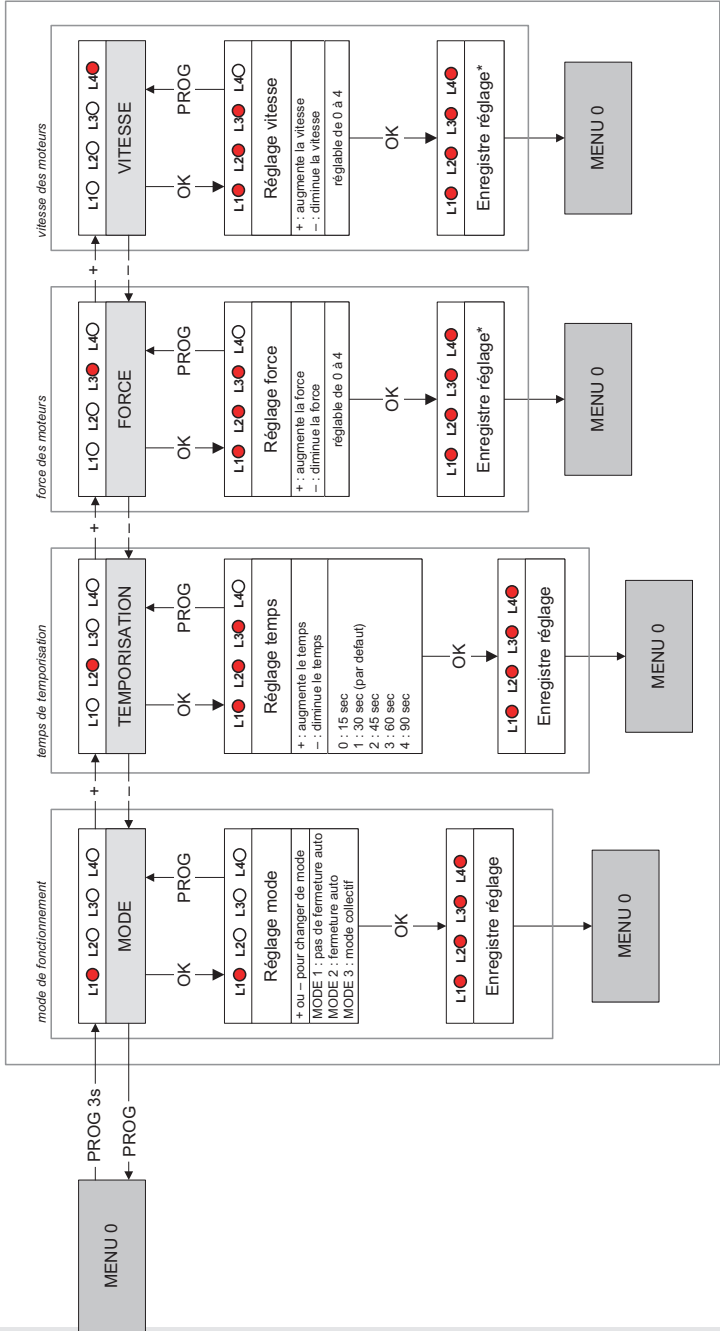 MENU 0
PROG 3s
PROG
mode de fonctionnement
L1 L2 L3 L4
MODE
OK
PROG
L1 L2 L3 L4
Réglage mode
+ ou – pour changer de mode
MODE 1 : pas de fermeture auto
MODE 2 : fermeture auto
MODE 3 : mode collectif
OK
L1 L2 L3 L4
Enregistre réglage
MENU 0
+
–
temps de temporisation
L1 L2 L3 L4
TEMPORISATION
OK
PROG
L1 L2 L3 L4
Réglage temps
+ : augmente le temps
– : diminue le temps
0 : 15 sec
1 : 30 sec (par defaut)
2 : 45 sec
3 : 60 sec
4 : 90 sec
OK
L1 L2 L3 L4
Enregistre réglage
MENU 0
+
–
force des moteurs
L1 L2 L3 L4
FORCE
OK
PROG
L1 L2 L3 L4
Réglage force
+ : augmente la force
– : diminue la force
réglable de 0 à 4
OK
L1 L2 L3 L4
Enregistre réglage*
MENU 0
+
–
vitesse des moteurs
L1 L2 L3 L4
VITESSE
OK
PROG
L1 L2 L3 L4
Réglage vitesse
+ : augmente la vitesse
– : diminue la vitesse
réglable de 0 à 4
OK
L1 L2 L3 L4
Enregistre réglage*
MENU 0